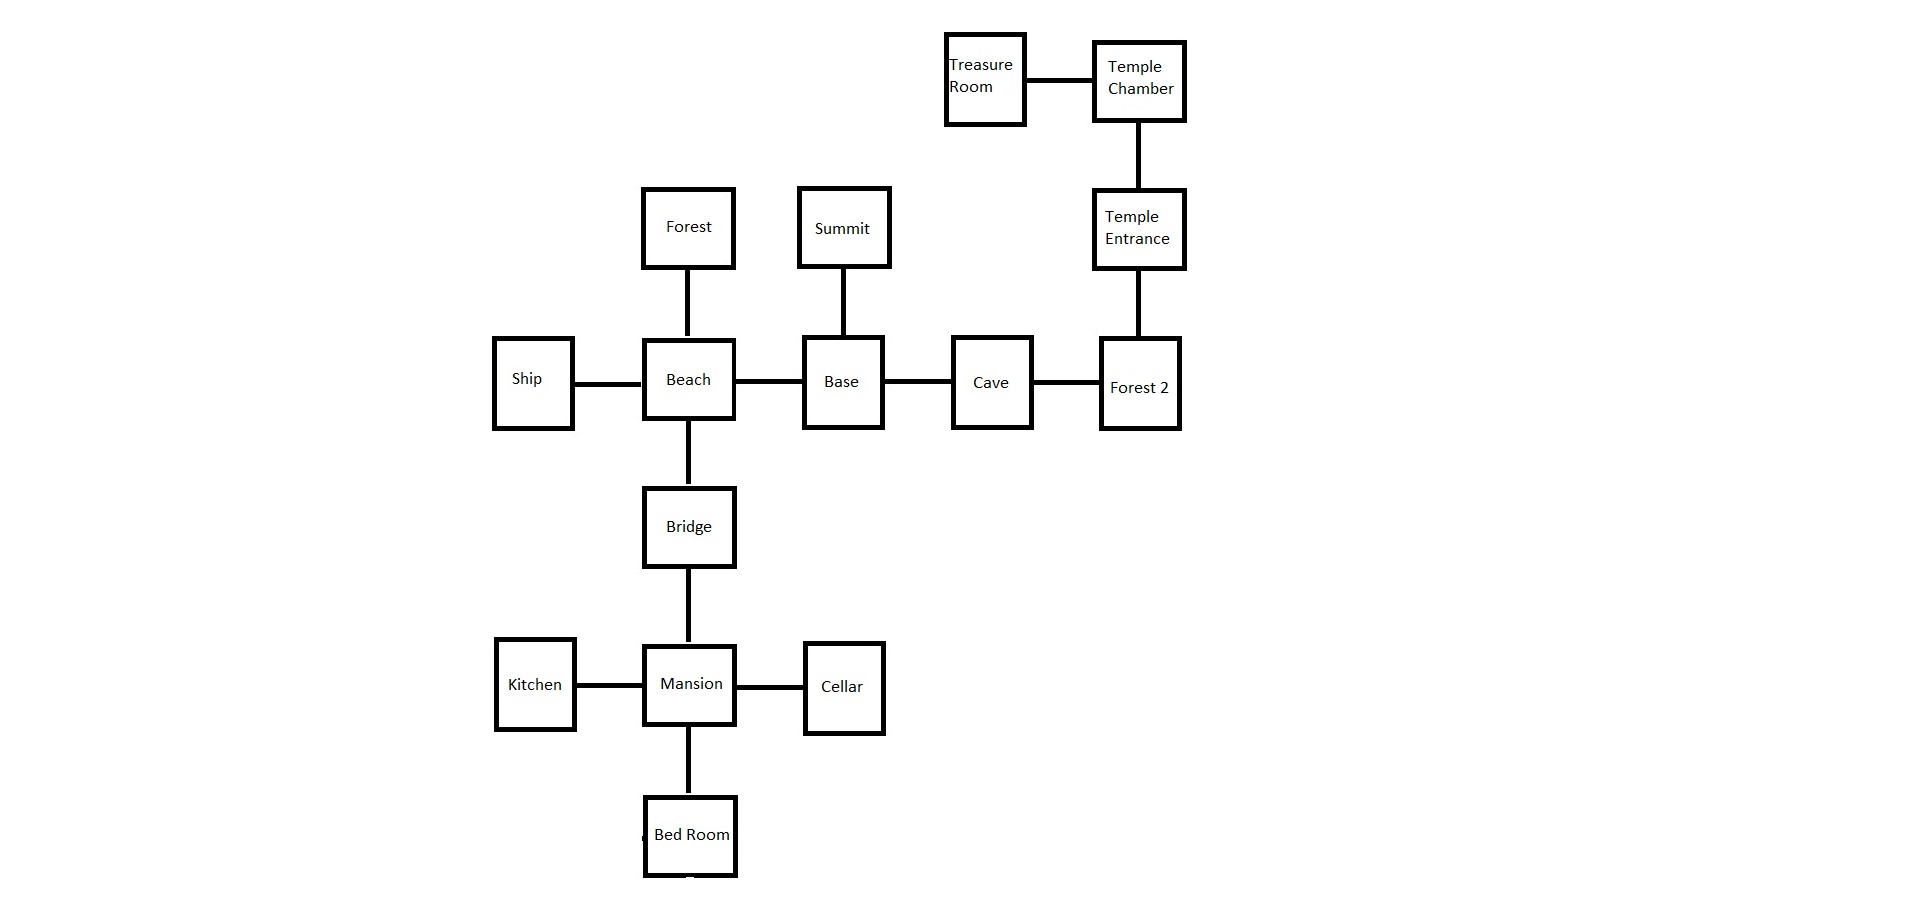 Treasure
Room
Temple
Chamber
Forest
Summit
Temple
Entrance
Ship
Beach
Base
Cave
Forest 2
Bridge
Kitchen
Mansion
Cellar
Bed Room